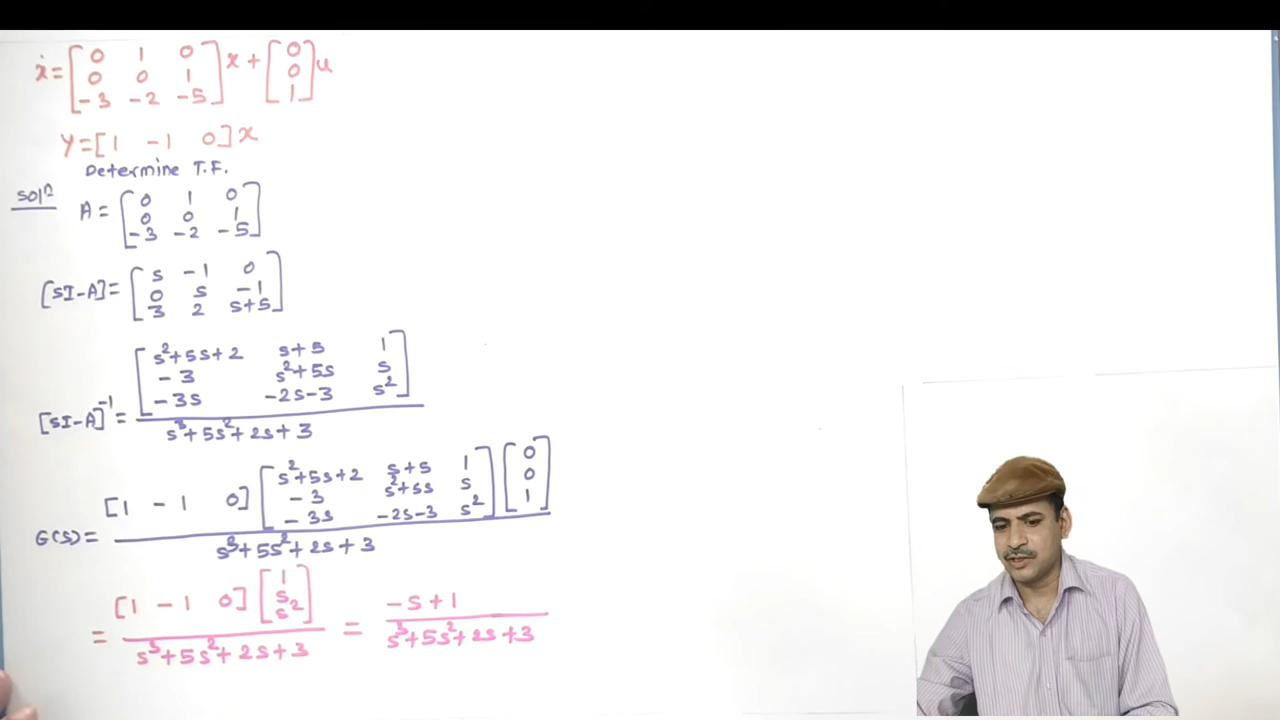 ẋ = [0 1 0; 0 0 1; -3 -2 -5] x + [0; 0; 1] u
y = [1 -1 0] x
Determine T.F.
Solⁿ
A = [0 1 0; 0 0 1; -3 -2 -5]
[SI-A] = [s -1 0; 0 s -1; 3 2 s+5]
[SI-A]⁻¹ = [s²+5s+2 s+5 1; -3 s²+5s s; -3s -2s-3 s²] / s³+5s²+2s+3
G(s) = [1 -1 0] [s²+5s+2 s+5 1; -3 s²+5s s; -3s -2s-3 s²] [0; 0; 1] / s³+5s²+2s+3
= [1 -1 0] [1; s; s²] / s³+5s²+2s+3 = -s+1 / s³+5s²+2s+3